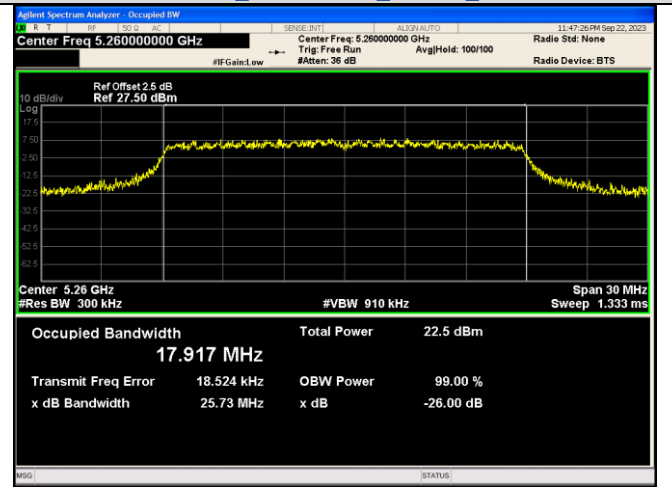 Agilent Spectrum Analyzer - Occupied BW
R T RF 50 Ω AC SENSE:INT ALIGN AUTO 11:47:26 PM Sep 22, 2023
Center Freq 5.260000000 GHz Center Freq: 5.260000000 GHz Radio Std: None
Trig: Free Run Avg|Hold: 100/100
#IFGain:Low #Atten: 36 dB Radio Device: BTS
Ref Offset 2.5 dB
10 dB/div Ref 27.50 dBm
Log
17.5
7.50
-2.50
-12.5
-22.5
-32.5
-42.5
-52.5
-62.5
Center 5.26 GHz Span 30 MHz
#Res BW 300 kHz #VBW 910 kHz Sweep 1.333 ms
Occupied Bandwidth Total Power 22.5 dBm
17.917 MHz
Transmit Freq Error 18.524 kHz OBW Power 99.00 %
x dB Bandwidth 25.73 MHz x dB -26.00 dB
MSG STATUS